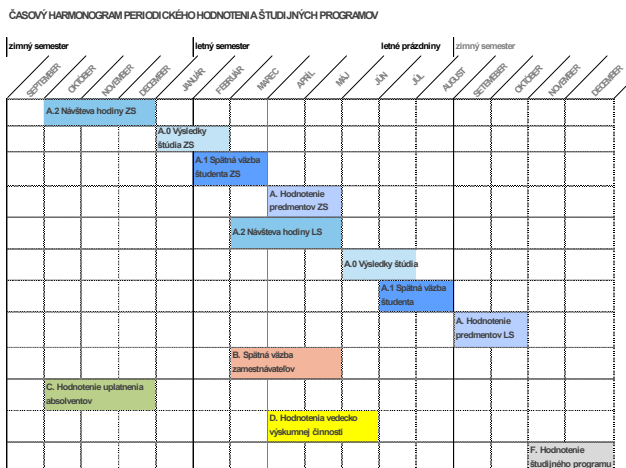 ČASOVÝ HARMONOGRAM PERIODICKÉHO HODNOTENIA ŠTUDIJNÝCH PROGRAMOV
zimný semester
letný semester
letné prázdniny
zimný semester
SEPTEMBER
OKTÓBER
NOVEMBER
DECEMBER
JANUÁR
FEBRUÁR
MAREC
APRÍL
MÁJ
JÚN
JÚL
AUGUST
SETEMEBER
OKTÓBER
NOVEMBER
DECEMBER
A.2 Návšteva hodiny ZS
A.0 Výsledky
štúdia ZS
A.1 Spätná väzba
študenta ZS
A. Hodnotenie
predmentov ZS
A.2 Návšteva hodiny LS
A.0 Výsledky štúdia
A.1 Spätná väzba
študenta
A. Hodnotenie
predmentov LS
B. Spätná väzba
zamestnávateľov
C. Hodnotenie uplatnenia
absolventov
D. Hodnotenia vedecko
výskumnej činnosti
F. Hodnotenie
študijného programu